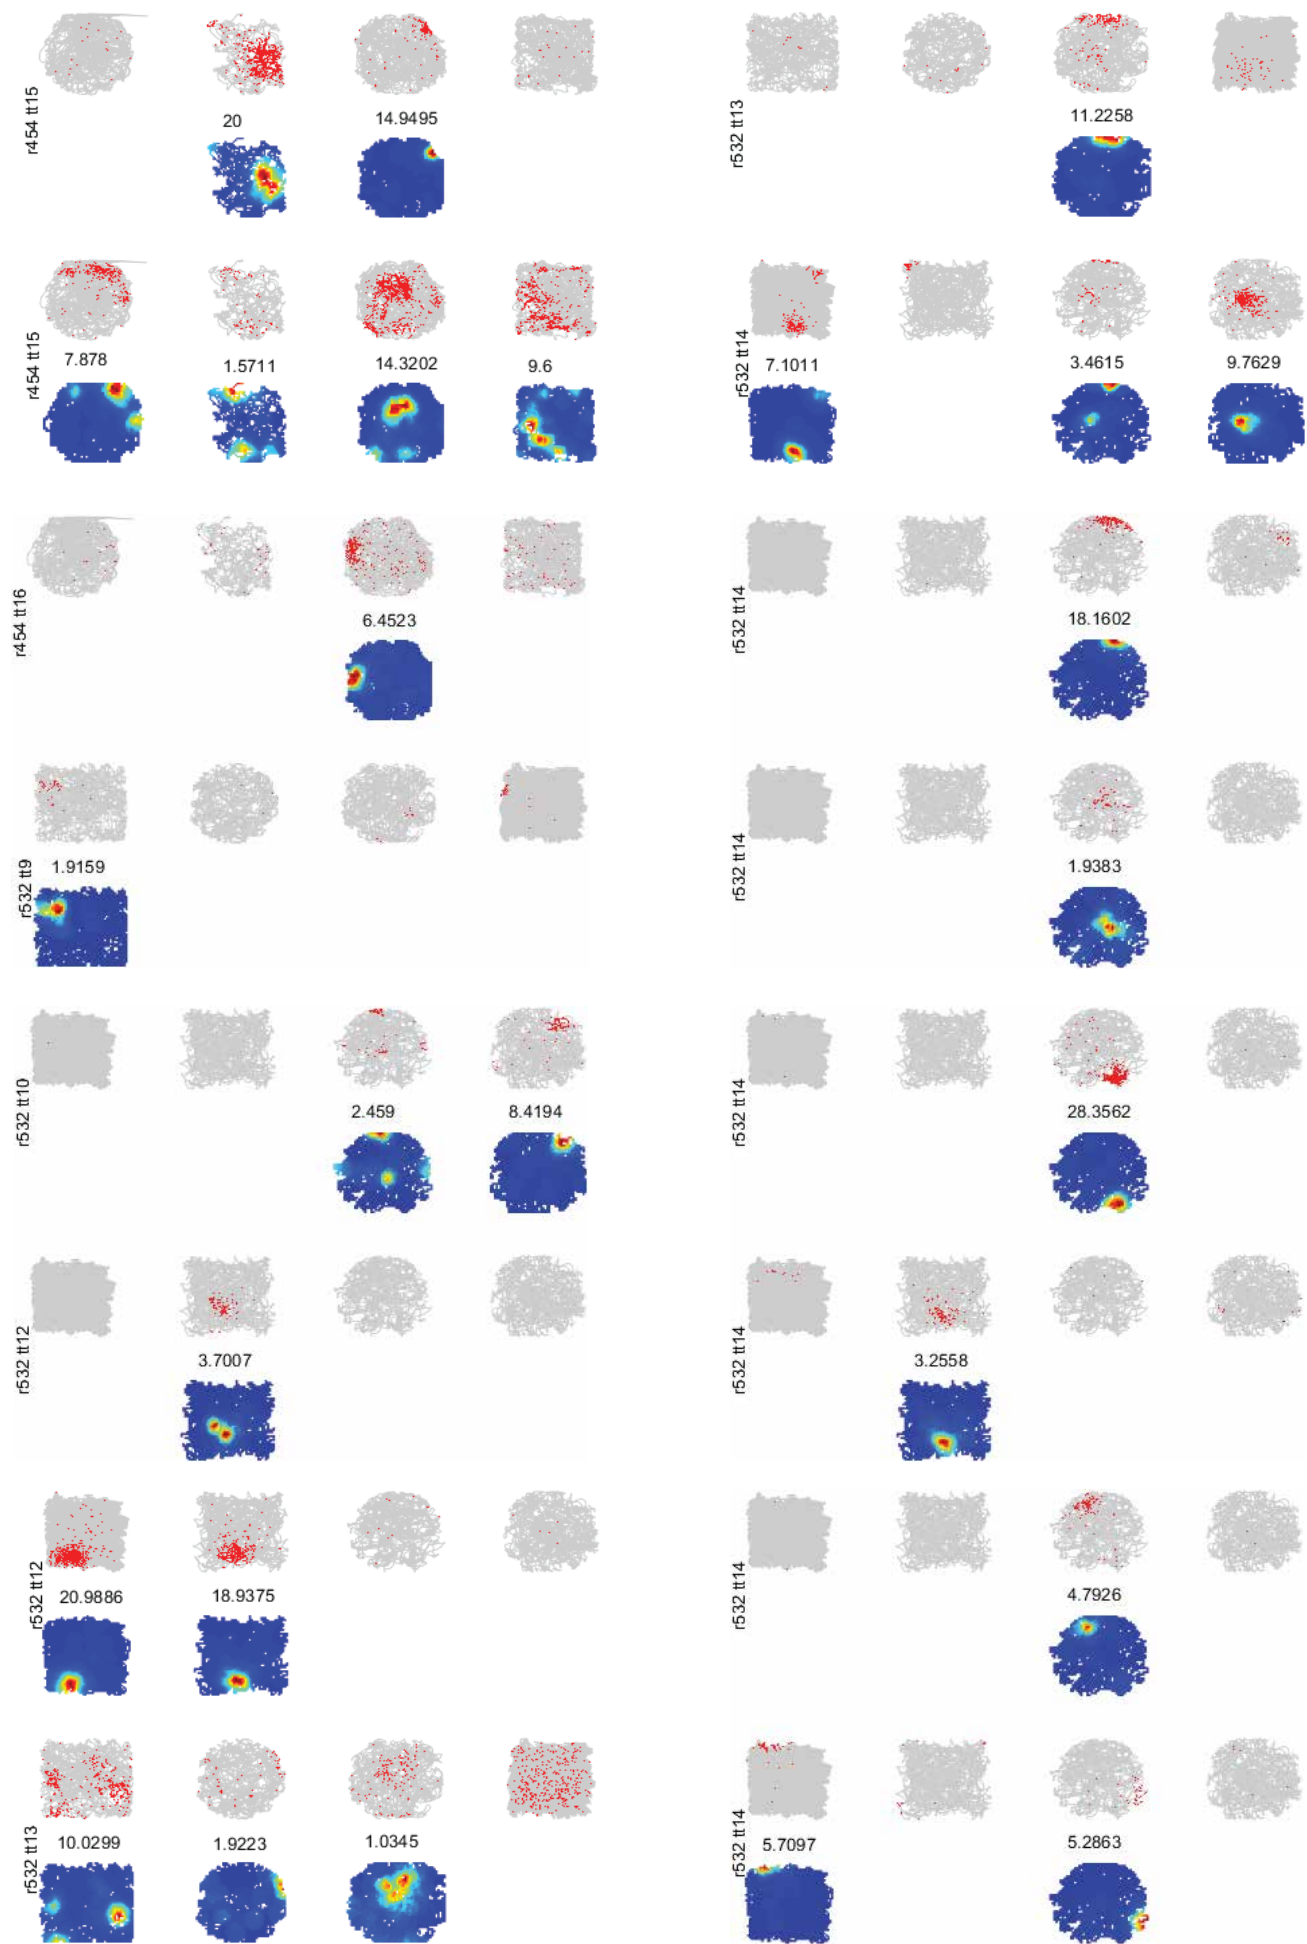 r454 tt15
20 14.9495
r454 tt15
7.878 1.5711 14.3202 9.6
r454 tt16
6.4523
r532 tt9
1.9159
r532 tt10
2.459 8.4194
r532 tt12
3.7007
r532 tt12
20.9886 18.9375
r532 tt13
10.0299 1.9223 1.0345
r532 tt13
11.2258
r532 tt14
7.1011 3.4615 9.7629
r532 tt14
18.1602
r532 tt14
1.9383
r532 tt14
28.3562
r532 tt14
3.2558
r532 tt14
4.7926
r532 tt14
5.7097 5.2863